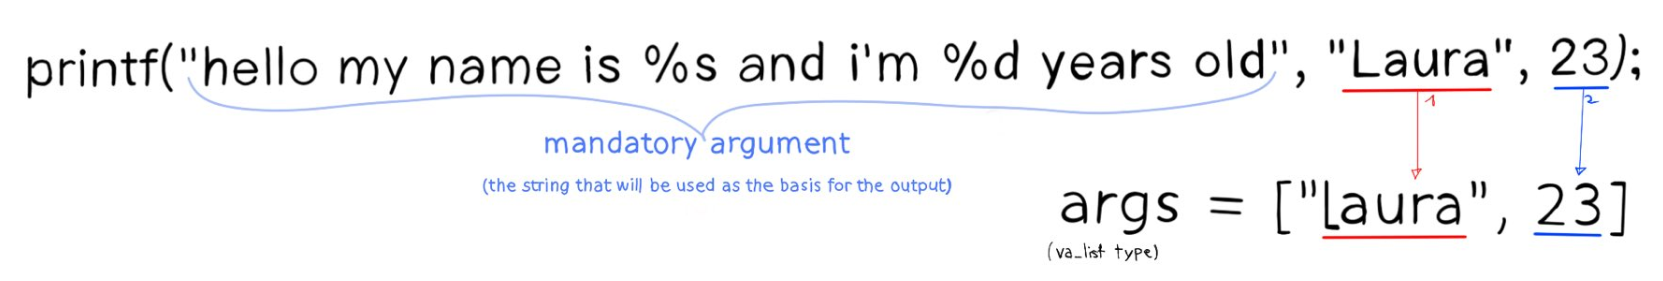 printf("hello my name is %s and i'm %d years old", "Laura", 23);
1 2
mandatory argument
(the string that will be used as the basis for the output)
args = ["Laura", 23]
(va_list type)